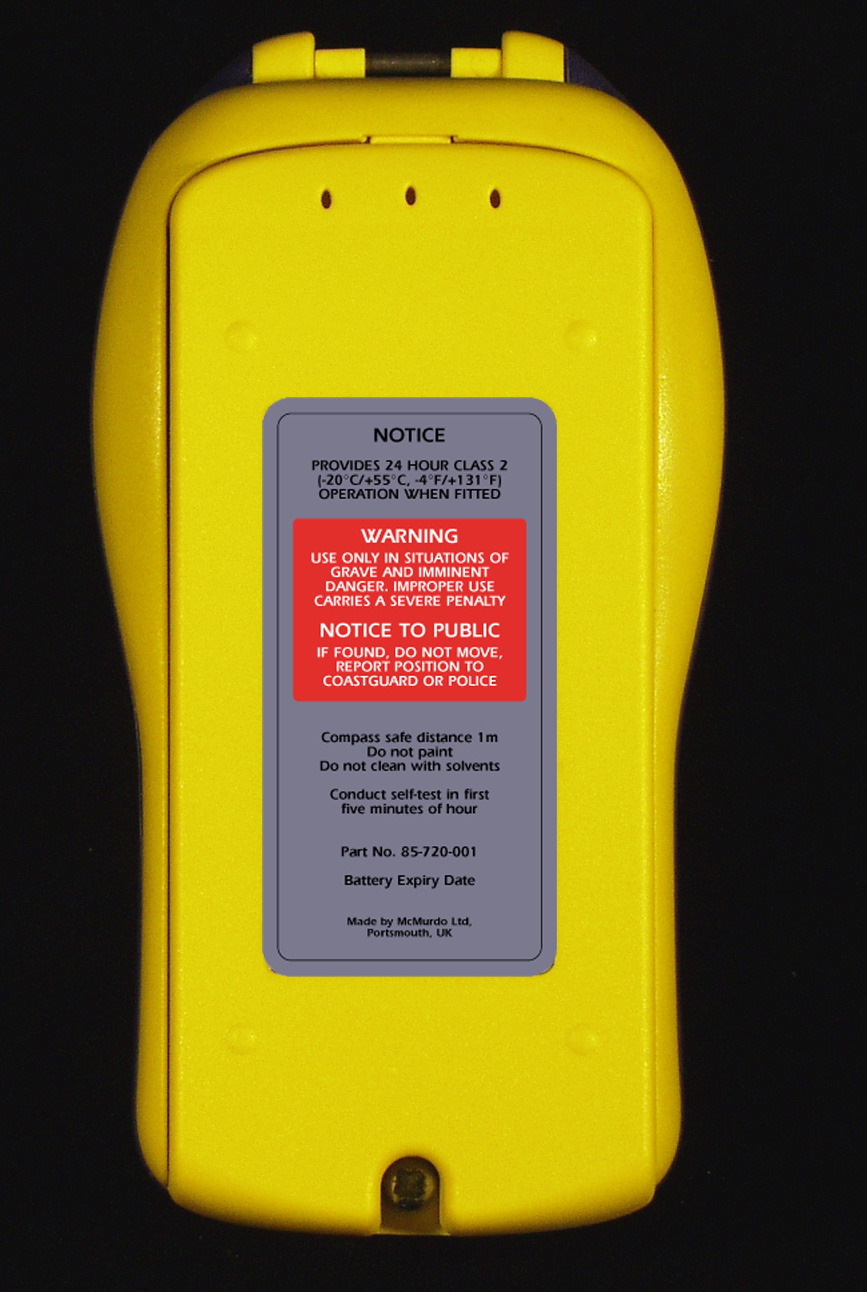 NOTICE
PROVIDES 24 HOUR CLASS 2
(-20°C/+55°C, -4°F/+131°F)
OPERATION WHEN FITTED
WARNING
USE ONLY IN SITUATIONS OF
GRAVE AND IMMINENT
DANGER. IMPROPER USE
CARRIES A SEVERE PENALTY
NOTICE TO PUBLIC
IF FOUND, DO NOT MOVE,
REPORT POSITION TO
COASTGUARD OR POLICE
Compass safe distance 1m
Do not paint
Do not clean with solvents
Conduct self-test in first
five minutes of hour
Part No. 85-720-001
Battery Expiry Date
Made by McMurdo Ltd,
Portsmouth, UK